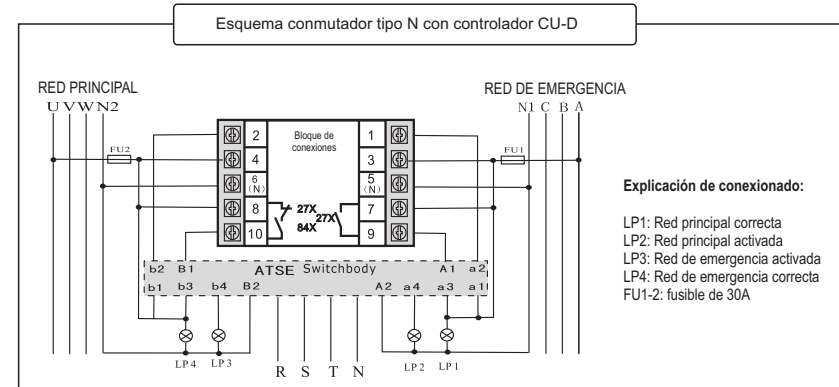 Esquema conmutador tipo N con controlador CU-D
RED PRINCIPAL
U V W N2
RED DE EMERGENCIA
N1 C B A
FU2
FU1
Bloque de
conexiones
2
4
6
(N)
8
10
1
3
5
(N)
7
9
27X
84X
27X
b2 B1 ATSE Switchbody A1 a2
b1 b3 b4 B2 A2 a4 a3 a1
LP4 LP3
R S T N
LP2 LP1
Explicación de conexionado:
LP1: Red principal correcta
LP2: Red principal activada
LP3: Red de emergencia activada
LP4: Red de emergencia correcta
FU1-2: fusible de 30A